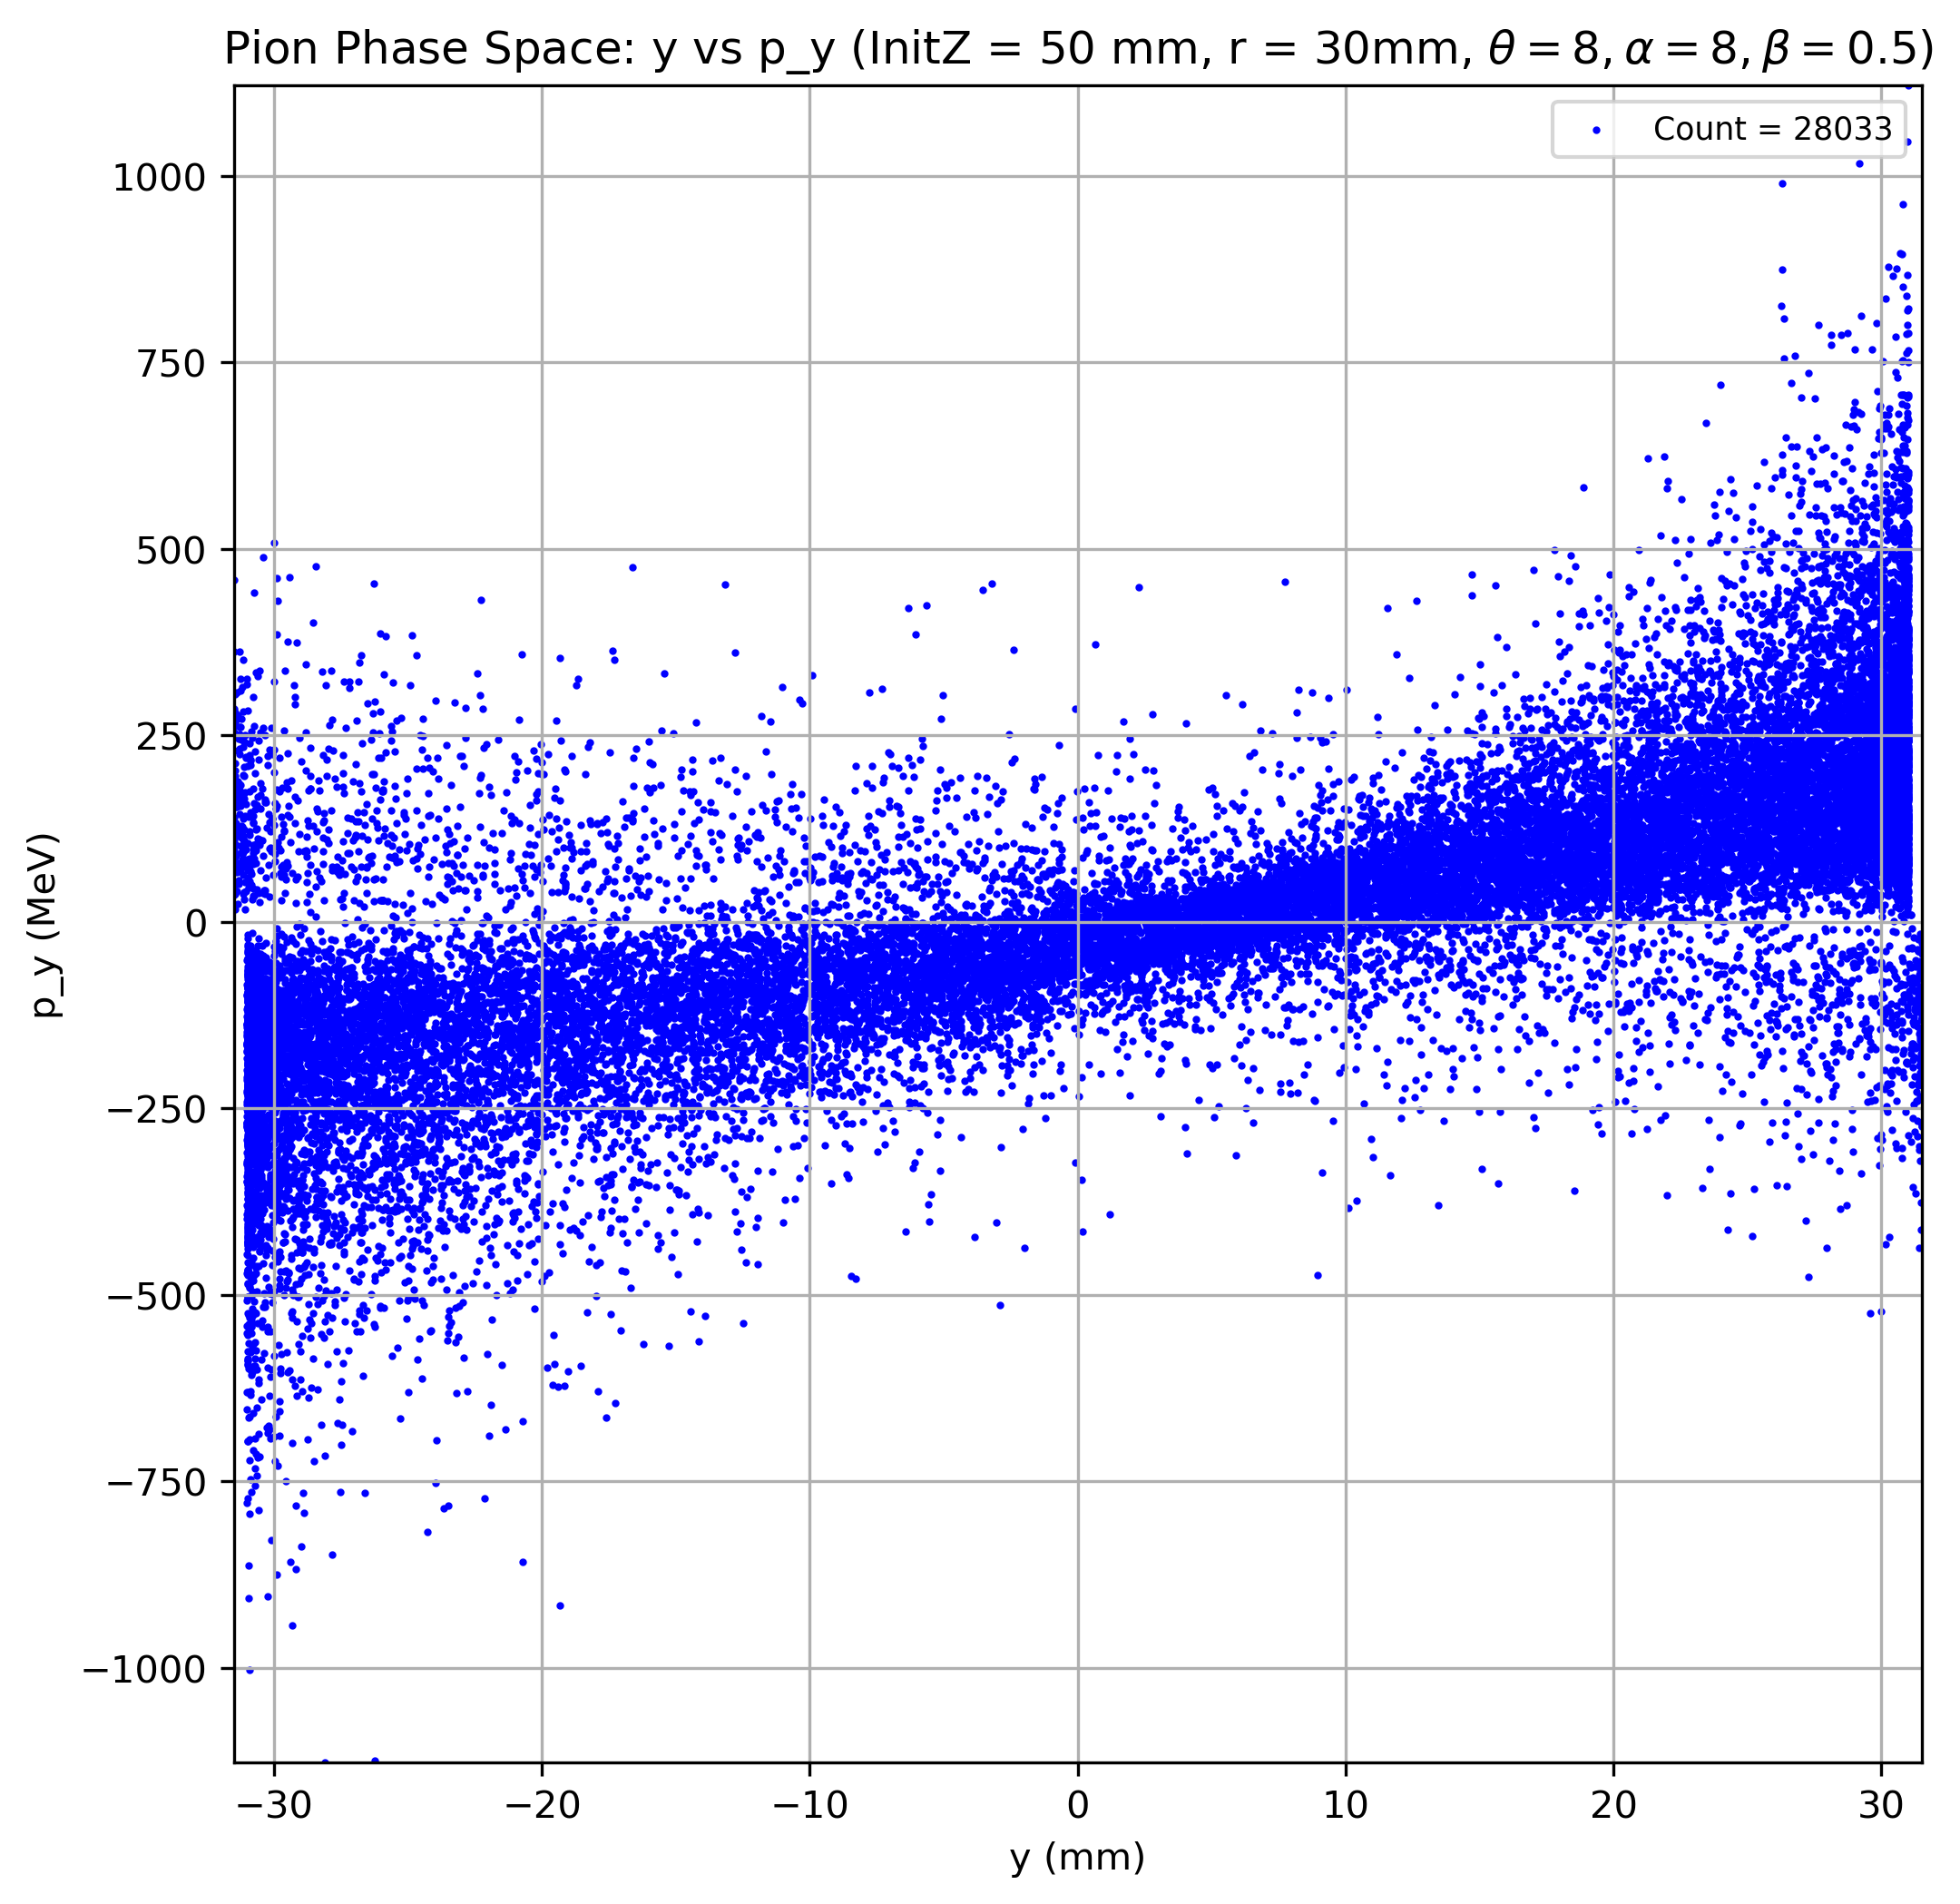 Pion Phase Space: y vs p_y (InitZ = 50 mm, r = 30mm, θ = 8, α = 8, β = 0.5)
Count = 28033
1000
750
500
250
0
−250
−500
−750
−1000
p_y (MeV)
−30 −20 −10 0 10 20 30
y (mm)